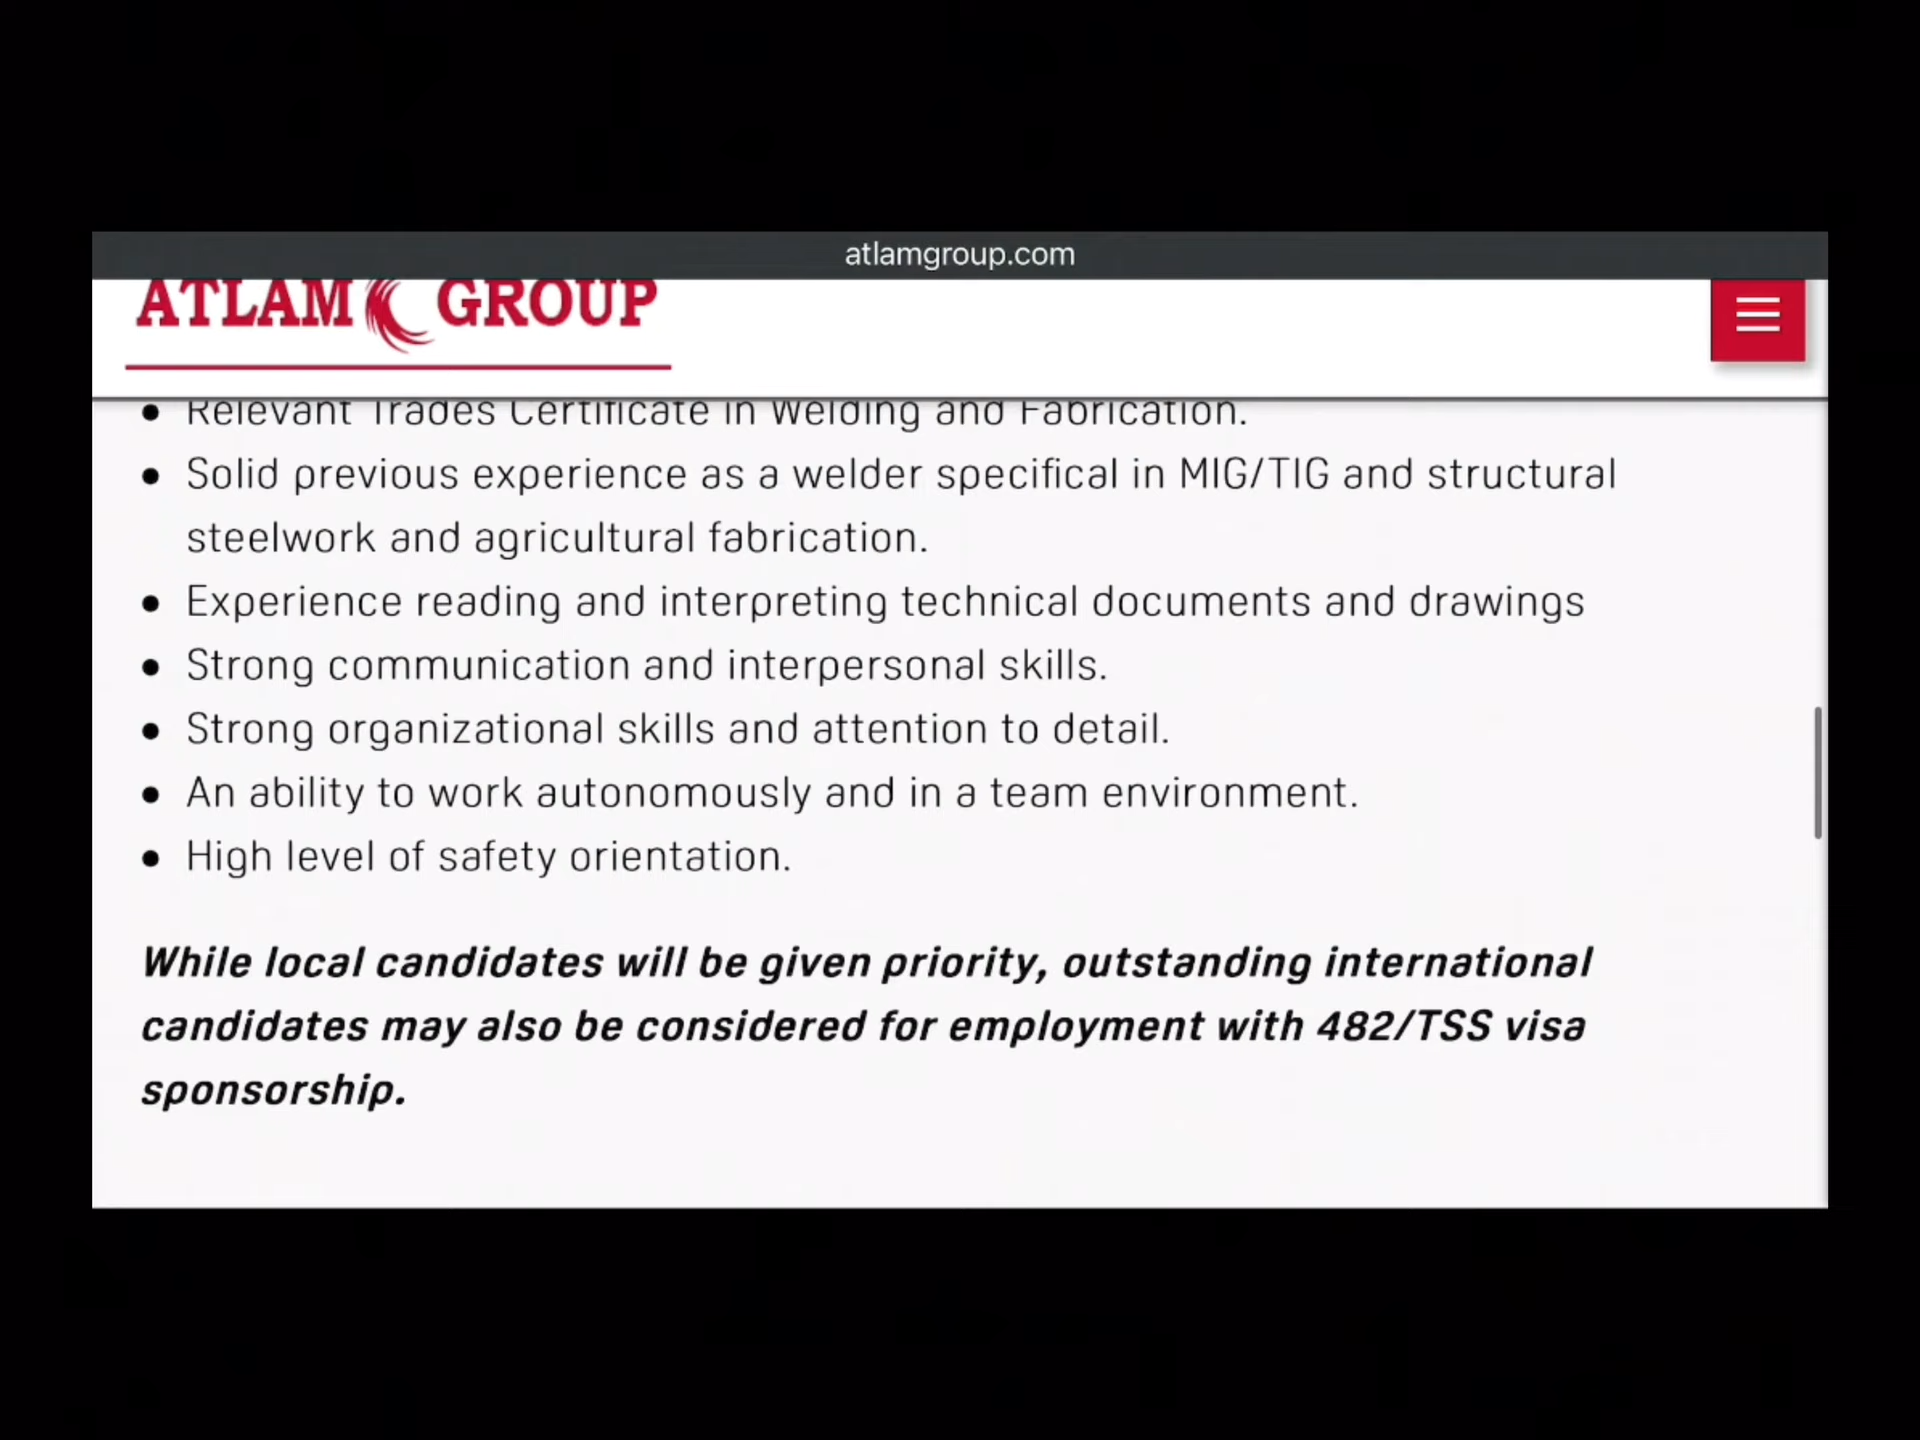 atlamgroup.com
ATLAM GROUP
Relevant Trades Certificate in Welding and Fabrication.
Solid previous experience as a welder specifical in MIG/TIG and structural
steelwork and agricultural fabrication.
Experience reading and interpreting technical documents and drawings
Strong communication and interpersonal skills.
Strong organizational skills and attention to detail.
An ability to work autonomously and in a team environment.
High level of safety orientation.
While local candidates will be given priority, outstanding international
candidates may also be considered for employment with 482/TSS visa
sponsorship.